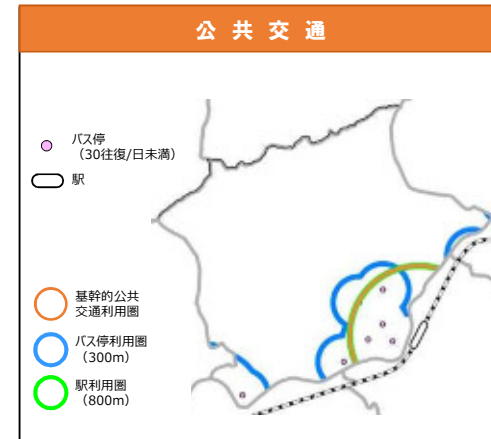 公共交通
バス停
（30往復/日未満）
駅
基幹的公共
交通利用圏
バス停利用圏
（300m）
駅利用圏
（800m）